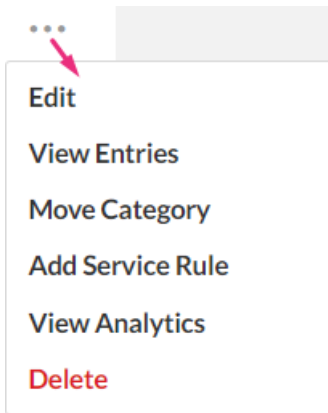 Edit
View Entries
Move Category
Add Service Rule
View Analytics
Delete